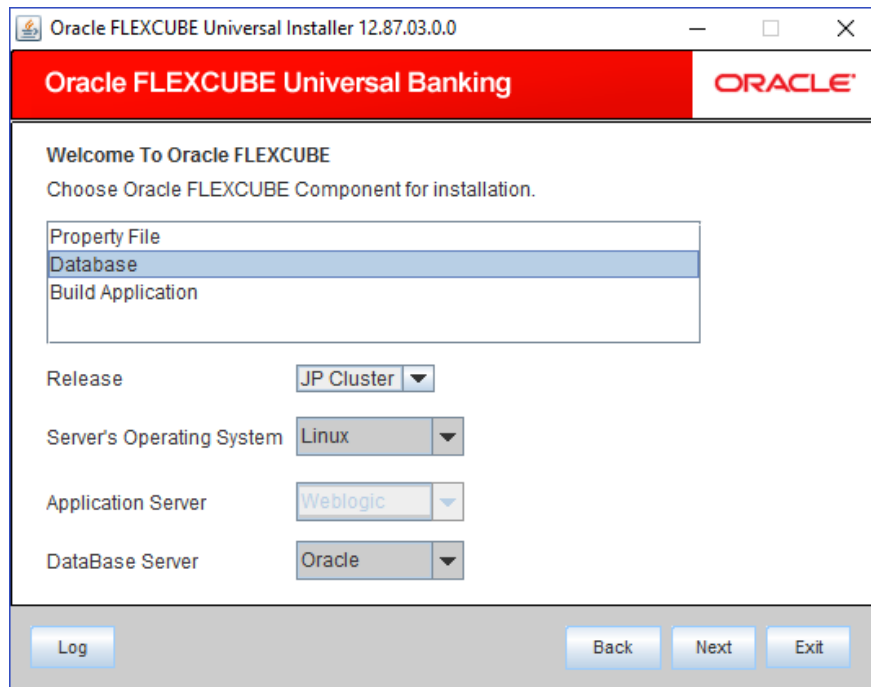 Oracle FLEXCUBE Universal Installer 12.87.03.0.0
Oracle FLEXCUBE Universal Banking
ORACLE
Welcome To Oracle FLEXCUBE
Choose Oracle FLEXCUBE Component for installation.
Property File
Database
Build Application
Release JP Cluster
Server's Operating System Linux
Application Server Weblogic
DataBase Server Oracle
Log Back Next Exit